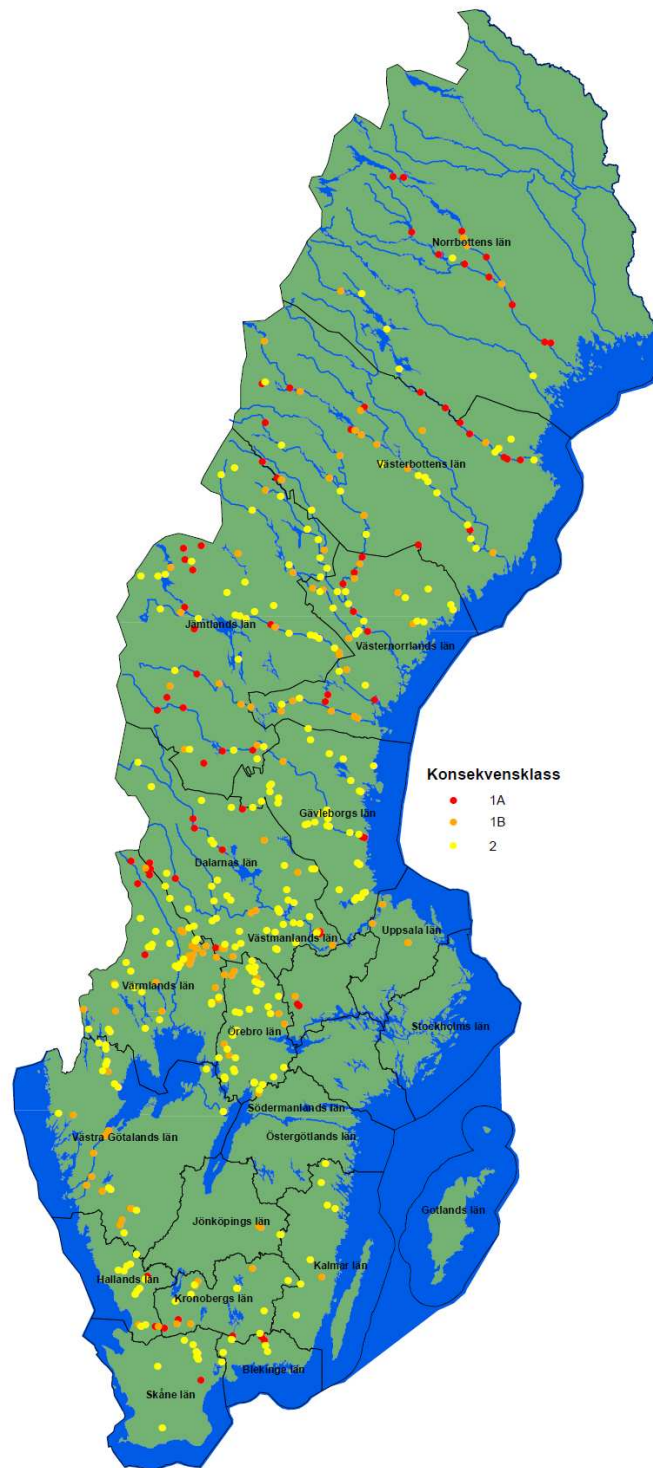 Norrbottens län
Västerbottens län
Jämtlands län
Västernorrlands län
Konsekvensklass
1A
1B
2
Gävleborgs län
Dalarnas län
Uppsala län
Västmanlands län
Värmlands län
Stockholms län
Örebro län
Södermanlands län
Västra Götalands län
Östergötlands län
Gotlands län
Jönköpings län
Kalmar län
Hallands län
Kronobergs län
Blekinge län
Skåne län